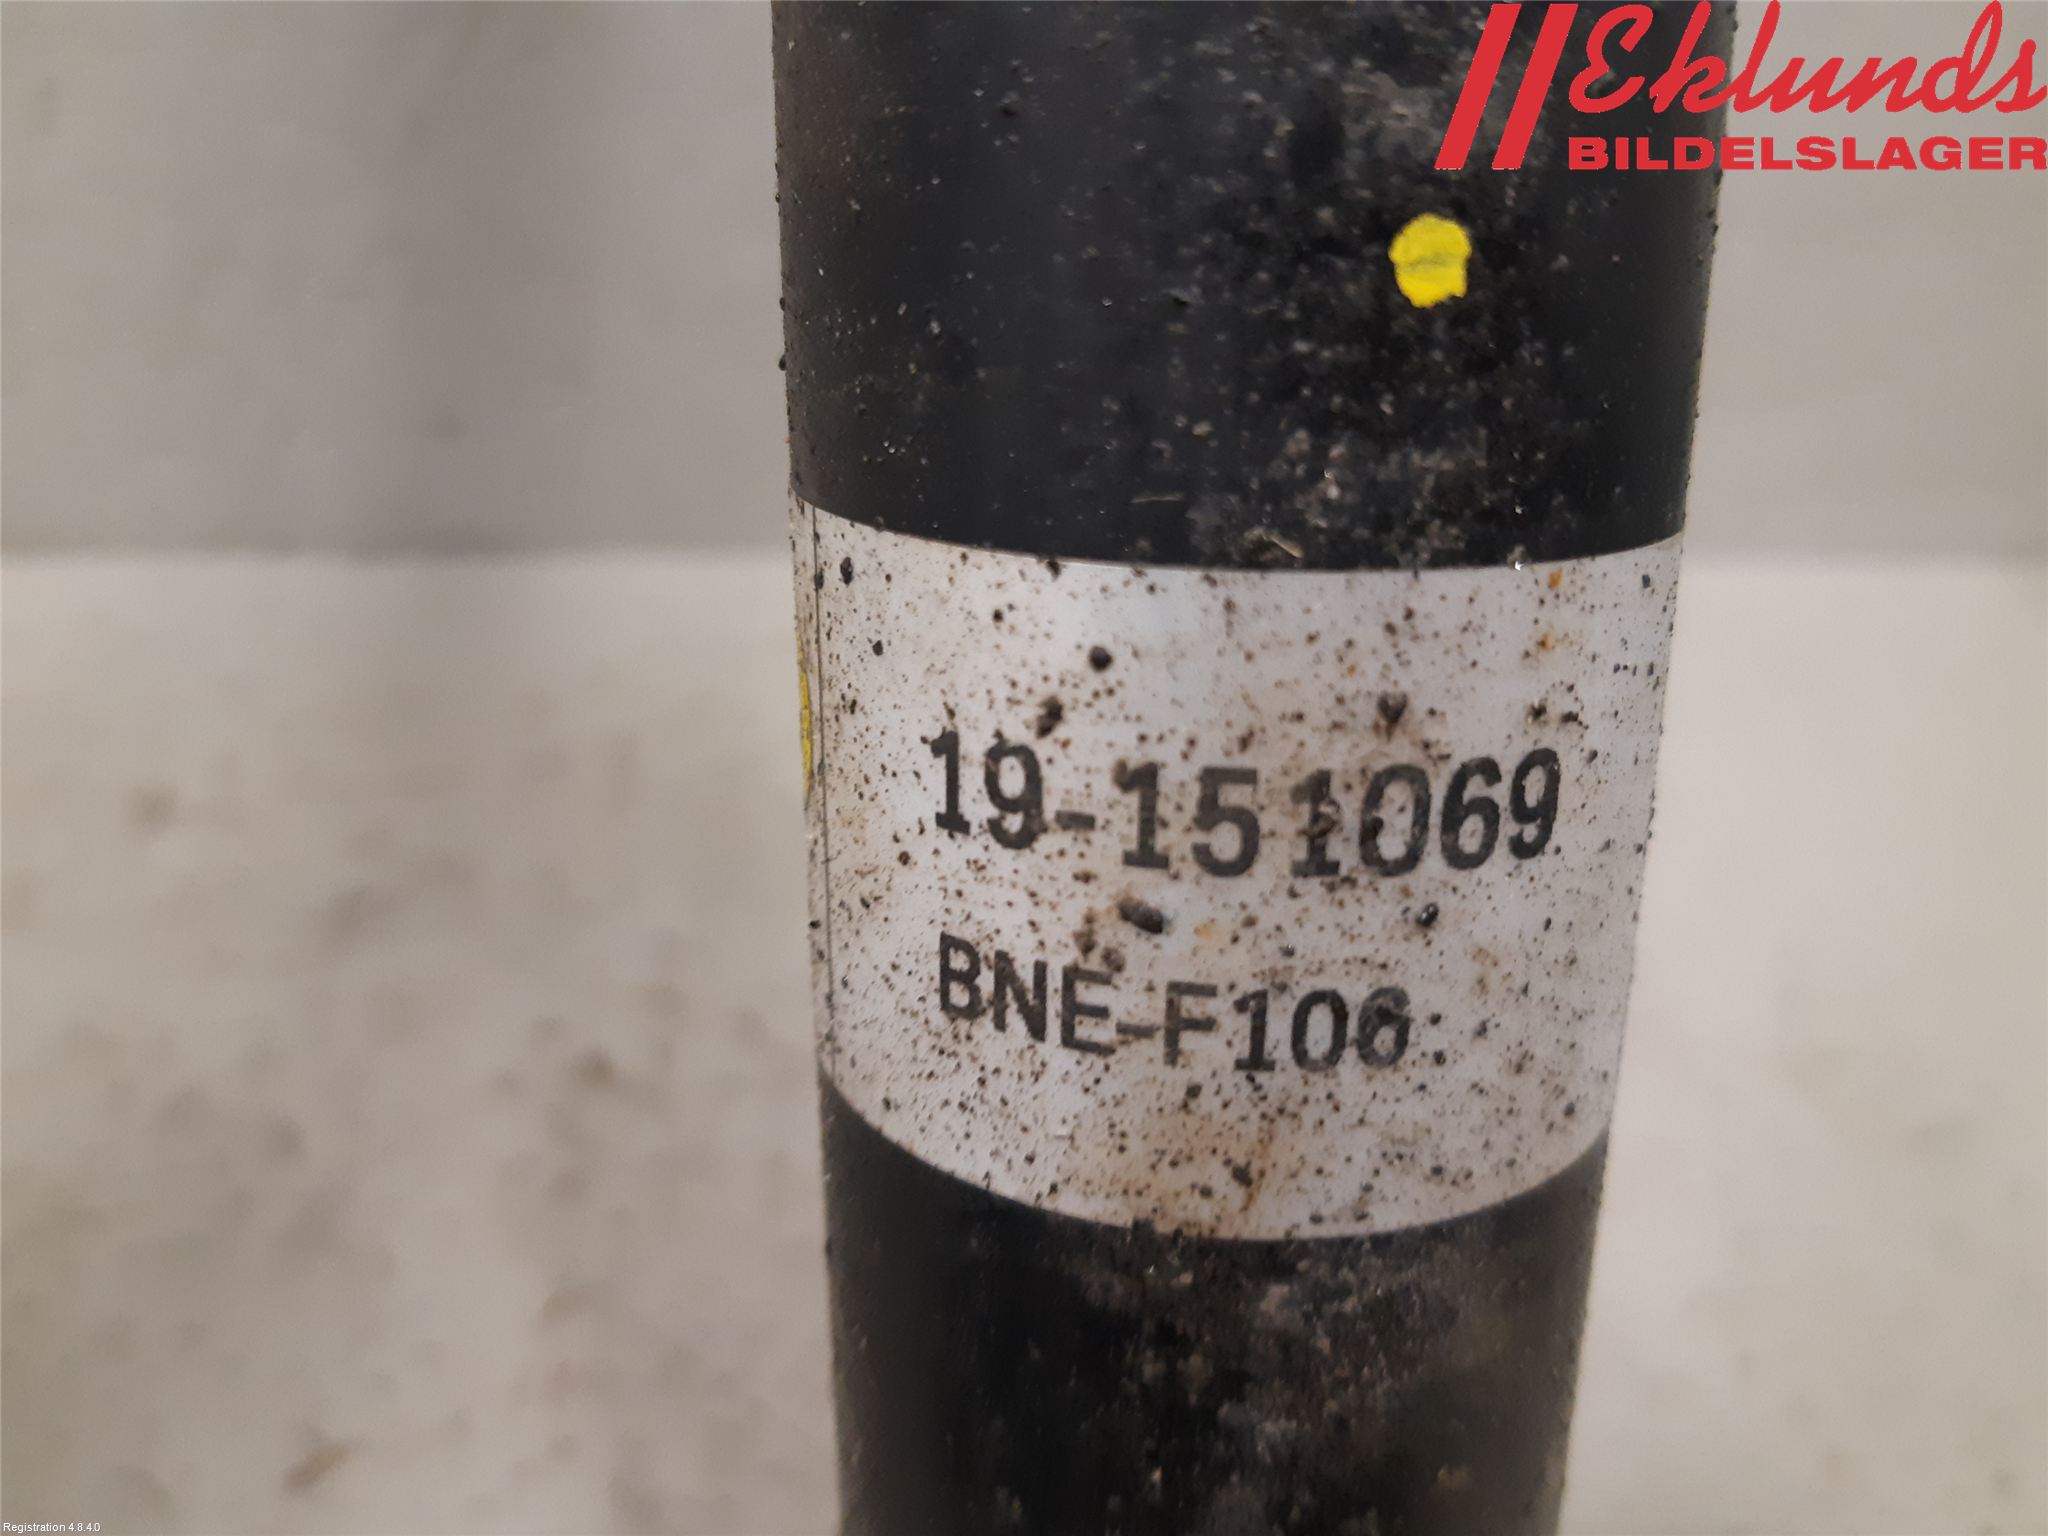 Eklunds
BILDELSLAGER
19-151069
BNE-F106
Registration 4.8.4.0